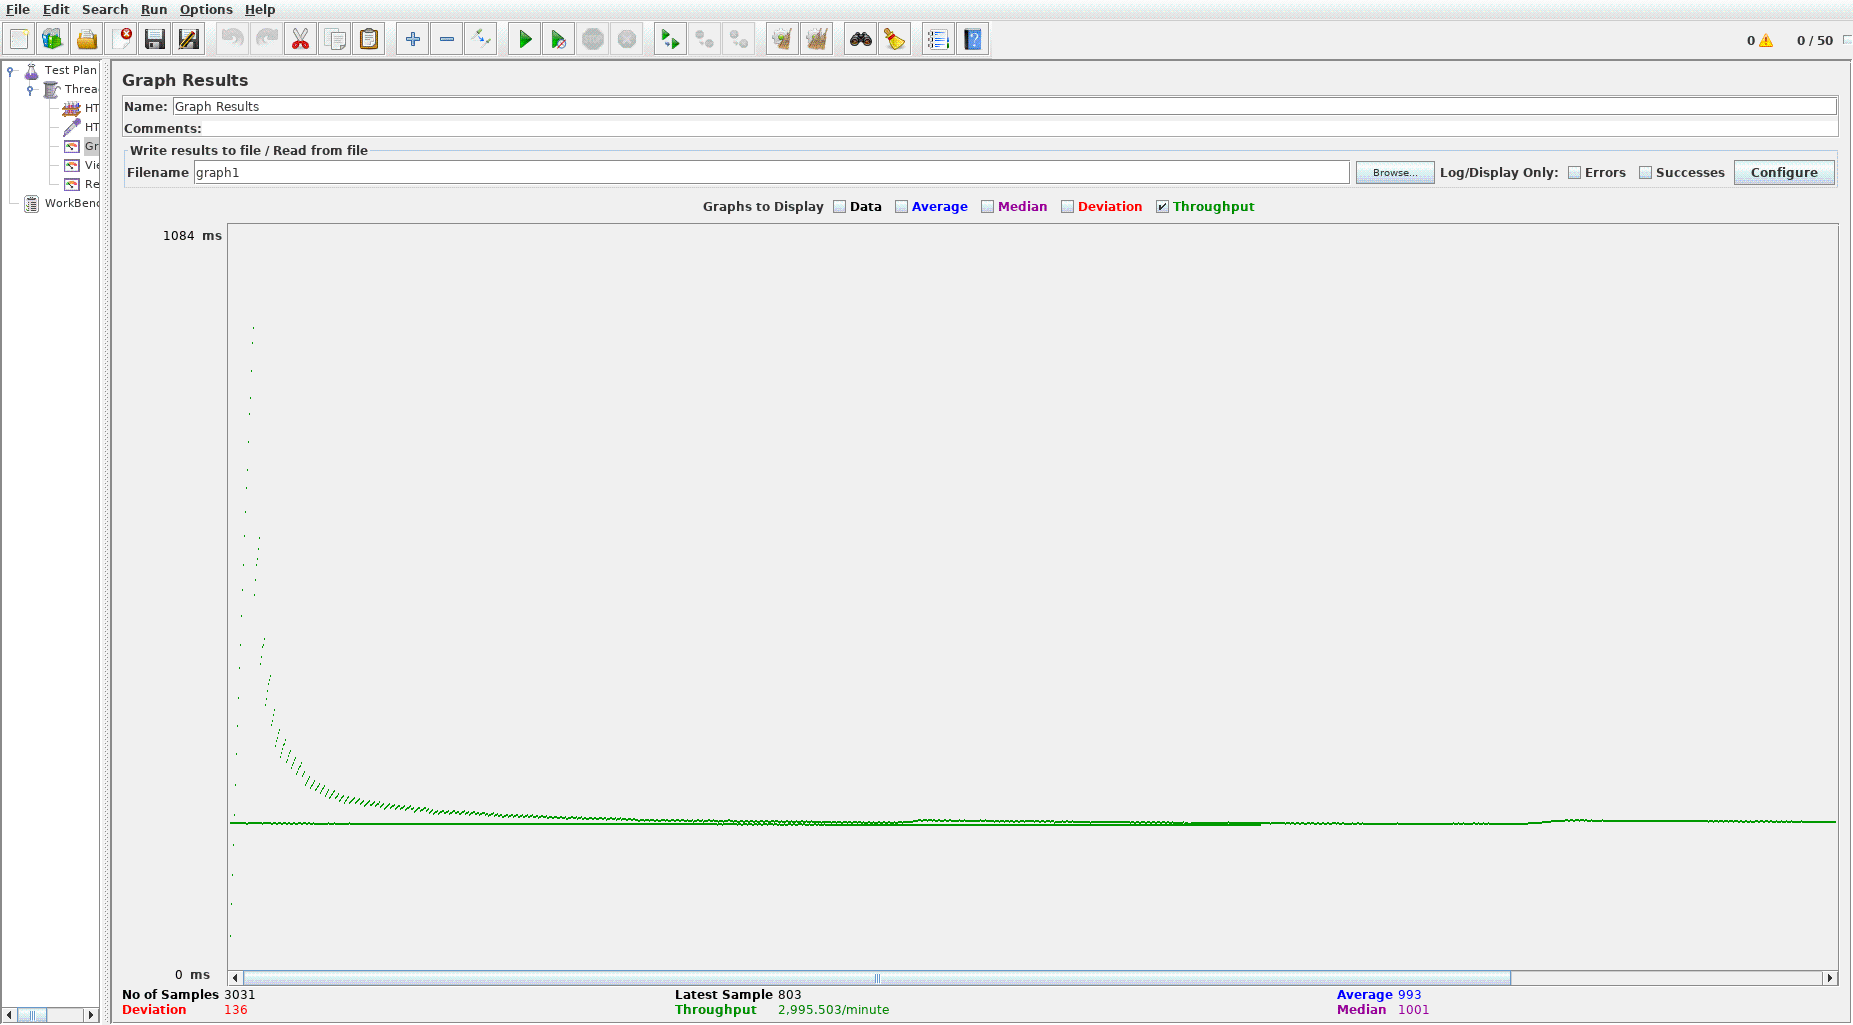 File Edit Search Run Options Help
0 0 / 50
Test Plan
Threa
HT
HT
Gr
Vie
Re
WorkBenc
Graph Results
Name: Graph Results
Comments:
Write results to file / Read from file
Filename graph1 Browse... Log/Display Only: Errors Successes Configure
Graphs to Display Data Average Median Deviation Throughput
1084 ms
0 ms
No of Samples 3031 Latest Sample 803 Average 993
Deviation 136 Throughput 2,995.503/minute Median 1001